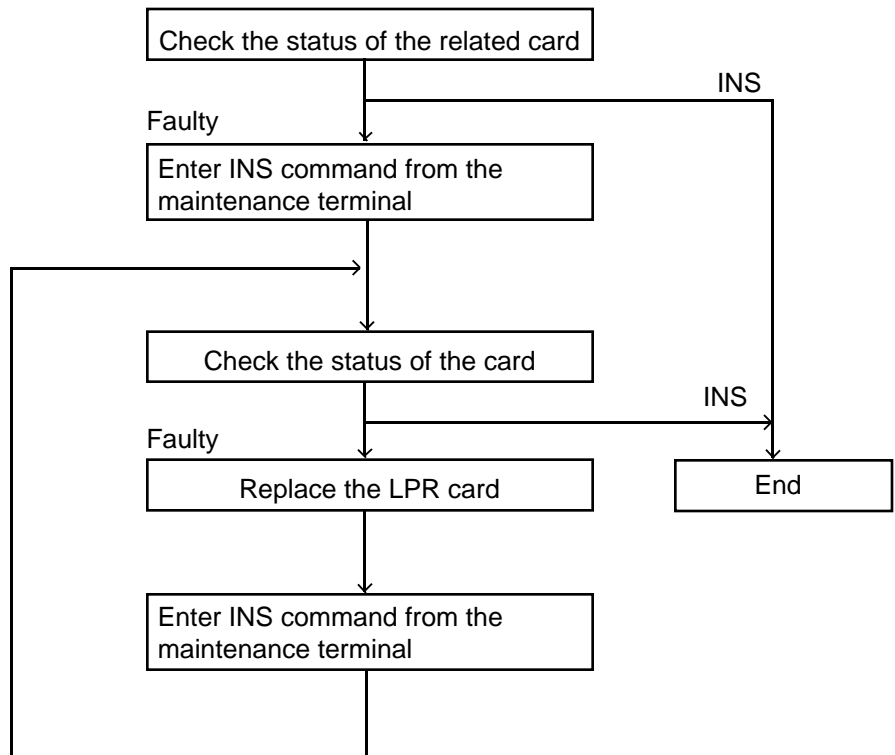 Check the status of the related card
INS
Faulty
Enter INS command from the
maintenance terminal
Check the status of the card
INS
Faulty
Replace the LPR card
End
Enter INS command from the
maintenance terminal